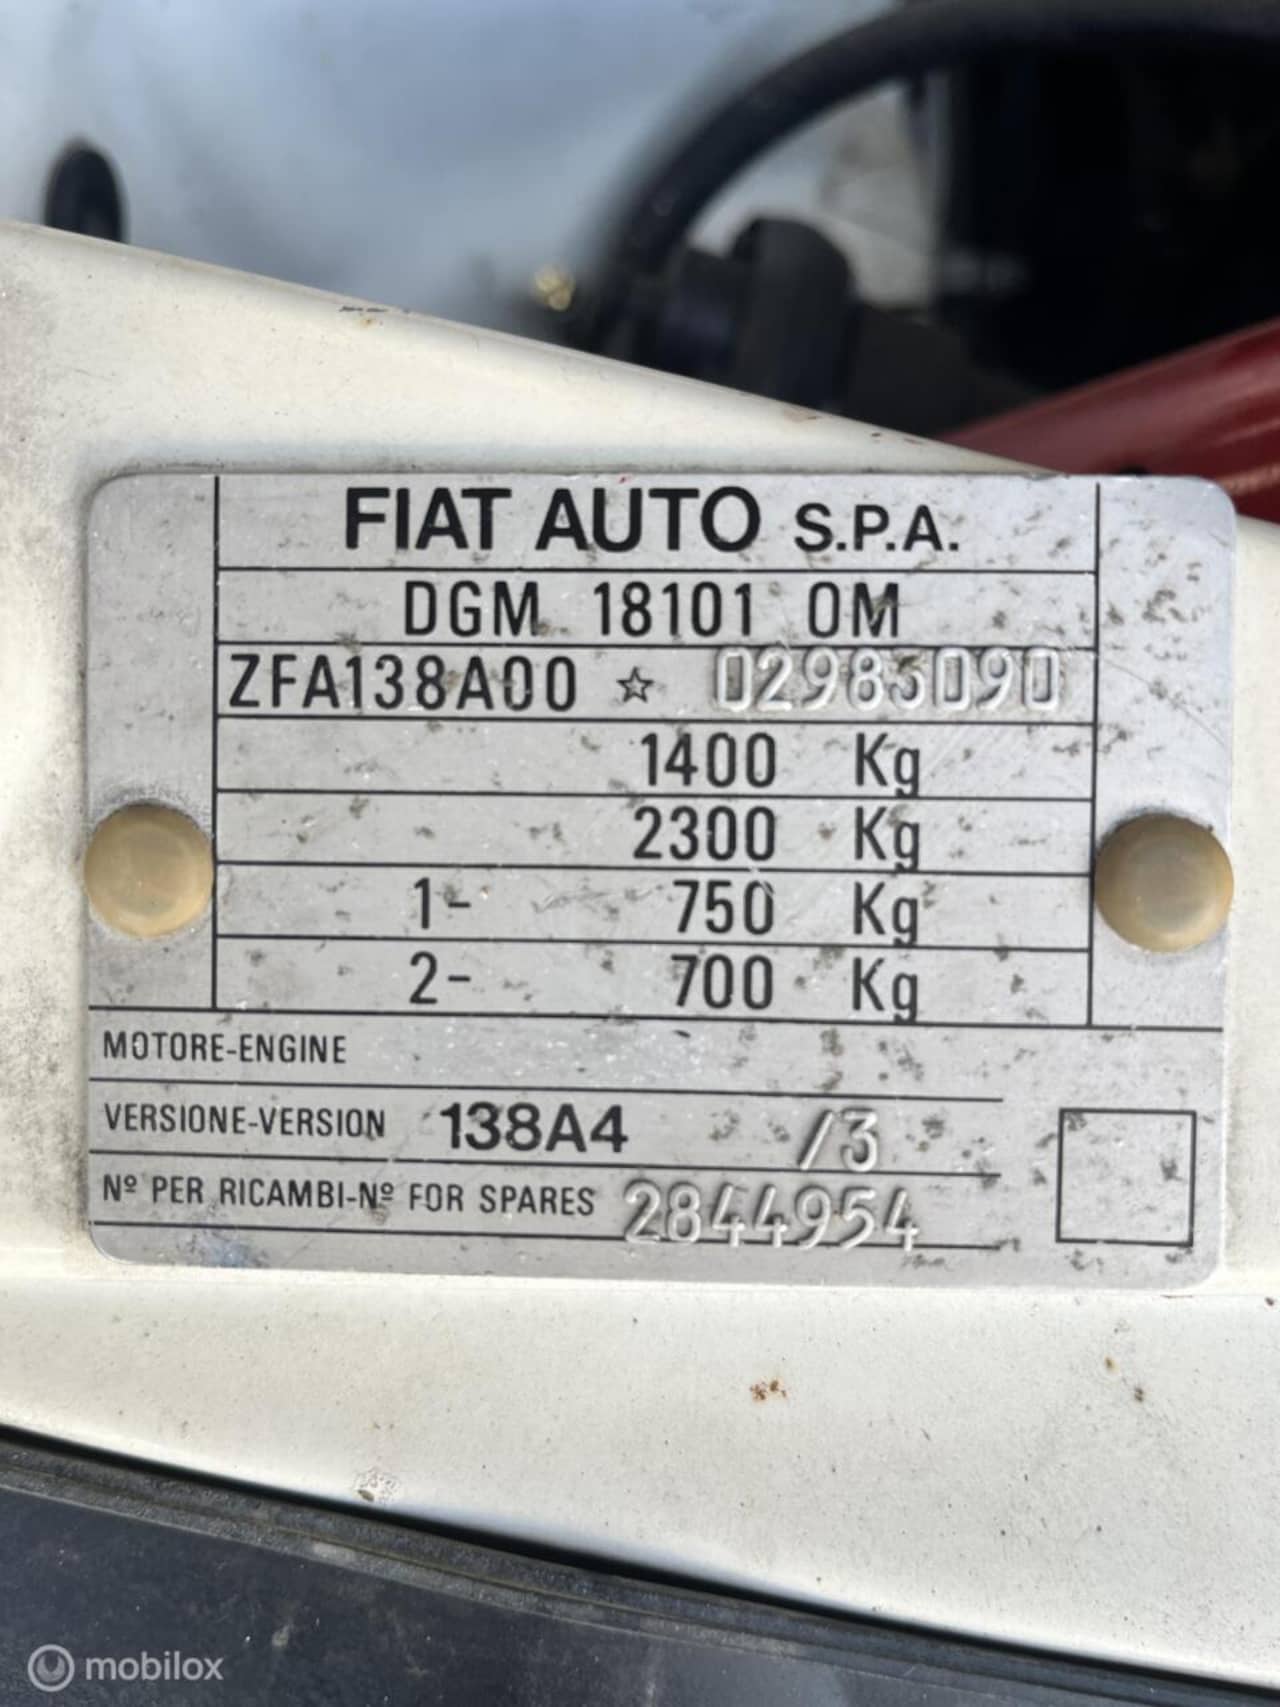 FIAT AUTO S.P.A.
DGM 18101 OM
ZFA138A00 ☆ 02983090
1400 Kg
2300 Kg
1- 750 Kg
2- 700 Kg
MOTORE-ENGINE
VERSIONE-VERSION 138A4 /3
Nº PER RICAMBI-Nº FOR SPARES 2844954
mobilox